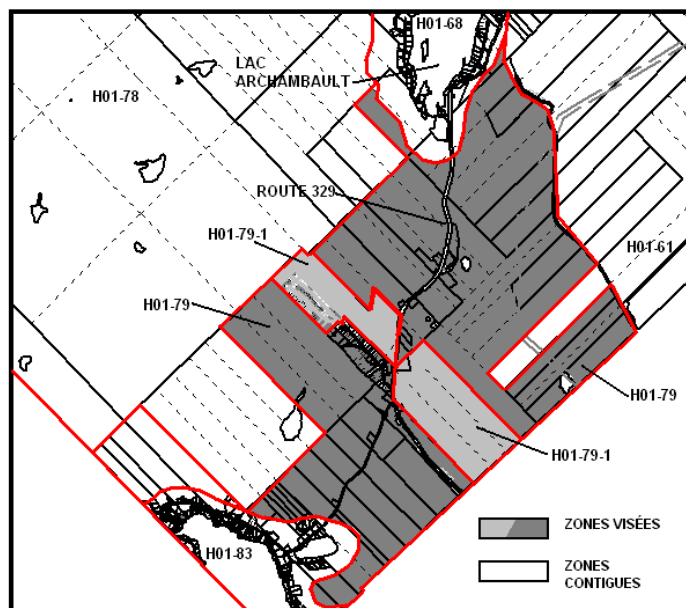 H01-68
LAC
ARCHAMBAULT
H01-78
ROUTE 329
H01-79-1
H01-61
H01-79
H01-79
H01-79-1
ZONES VISÉES
H01-83
ZONES
CONTIGUES